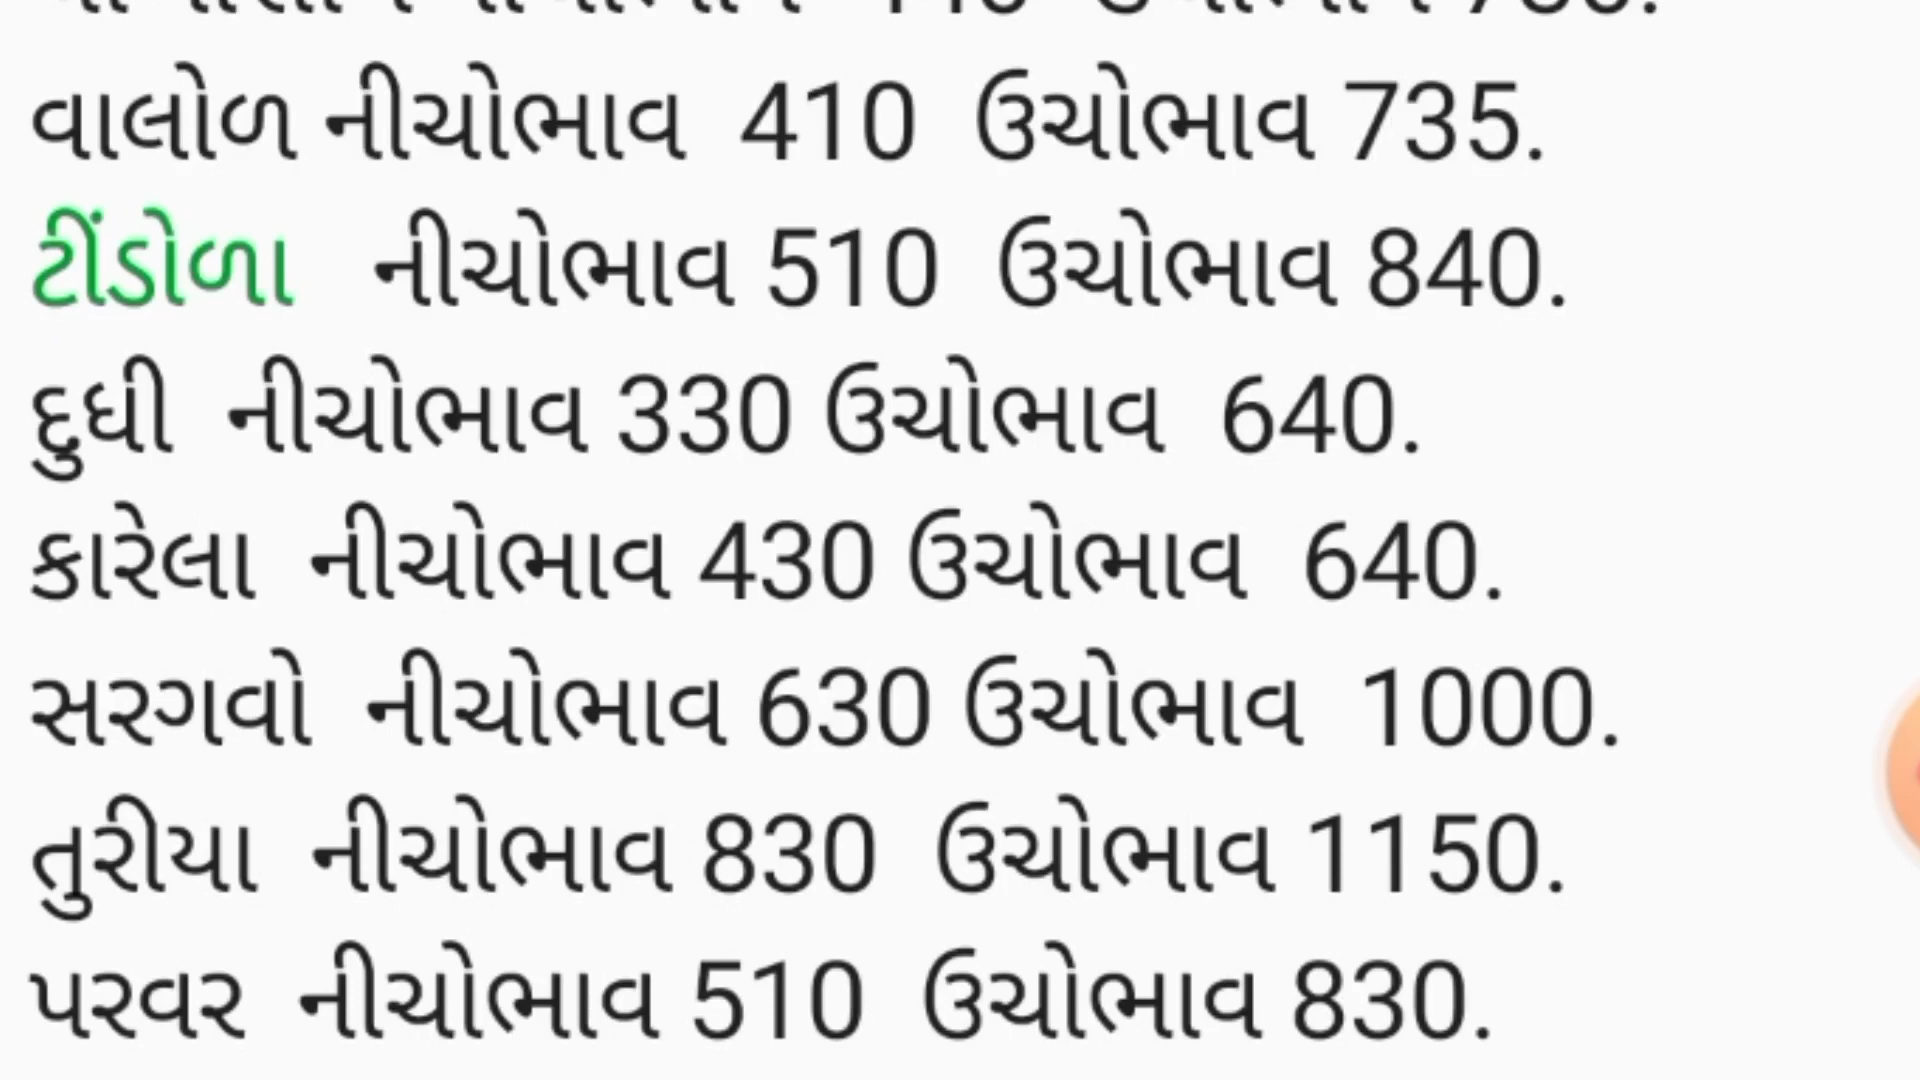 વાલોળ નીચોભાવ 410 ઉચોભાવ 735.
ટીંડોળા નીચોભાવ 510 ઉચોભાવ 840.
દુધી નીચોભાવ 330 ઉચોભાવ 640.
કારેલા નીચોભાવ 430 ઉચોભાવ 640.
સરગવો નીચોભાવ 630 ઉચોભાવ 1000.
તુરીયા નીચોભાવ 830 ઉચોભાવ 1150.
પરવર નીચોભાવ 510 ઉચોભાવ 830.